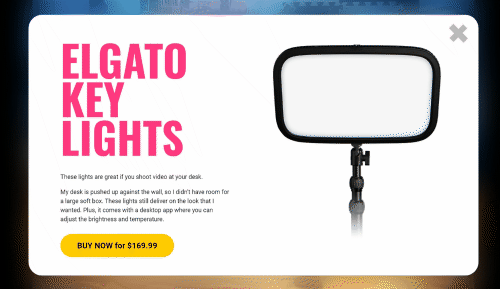 ELGATO
KEY
LIGHTS
These lights are great if you shoot video at your desk.
My desk is pushed up against the wall, so I didn't have room for
a large soft box. These lights still deliver on the look that I
wanted. Plus, it comes with a desktop app where you can
adjust the brightness and temperature.
BUY NOW for $169.99